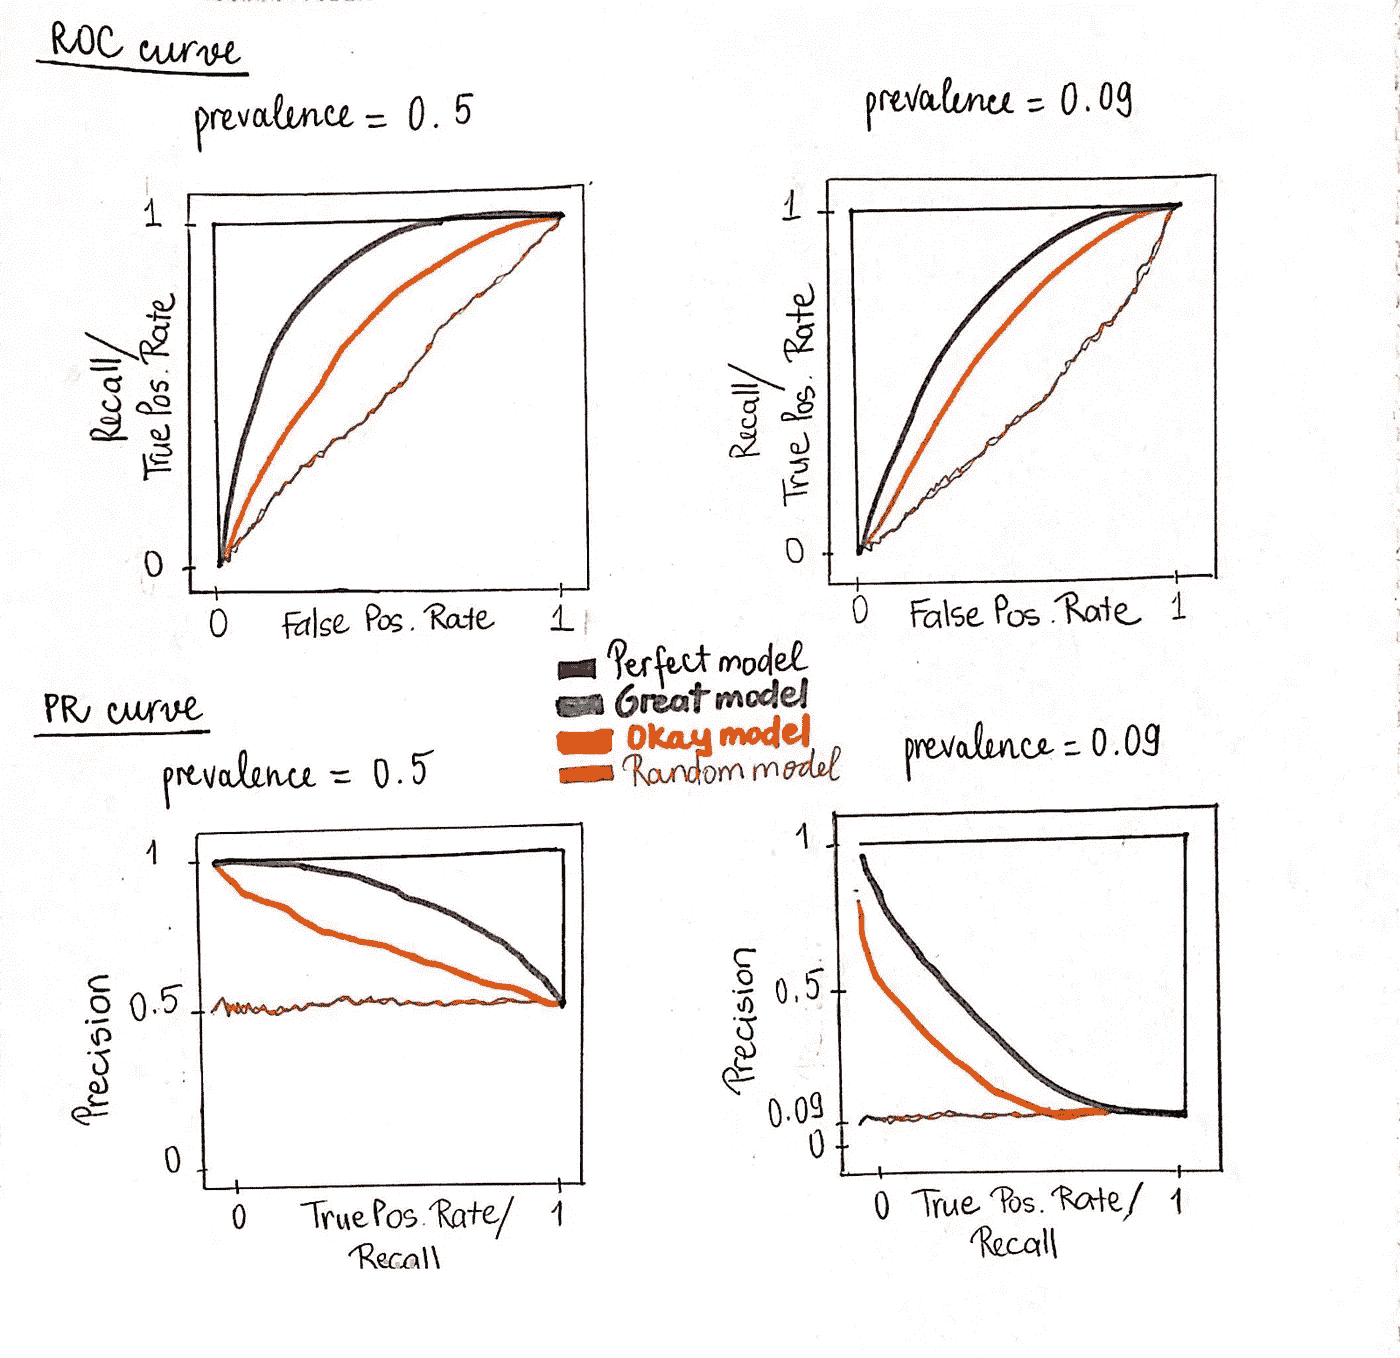 ROC curve
prevalence = 0.5
prevalence = 0.09
1
Recall/
True Pos. Rate
0
0
False Pos. Rate
1
1
Recall/
True Pos. Rate
0
0
False Pos. Rate
1
Perfect model
Great model
Okay model
Random model
PR curve
prevalence = 0.5
prevalence = 0.09
1
0.5
Precision
0
0
True Pos. Rate/
Recall
1
1
0.5
Precision
0.09
0
0
True Pos. Rate/
Recall
1